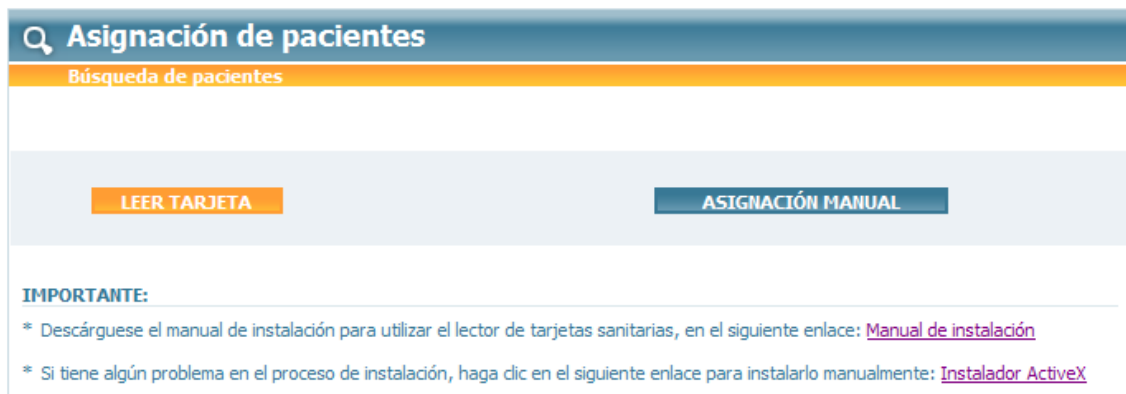 Asignación de pacientes
Búsqueda de pacientes
LEER TARJETA
ASIGNACIÓN MANUAL
IMPORTANTE:
* Descárguese el manual de instalación para utilizar el lector de tarjetas sanitarias, en el siguiente enlace: Manual de instalación
* Si tiene algún problema en el proceso de instalación, haga clic en el siguiente enlace para instalarlo manualmente: Instalador ActiveX